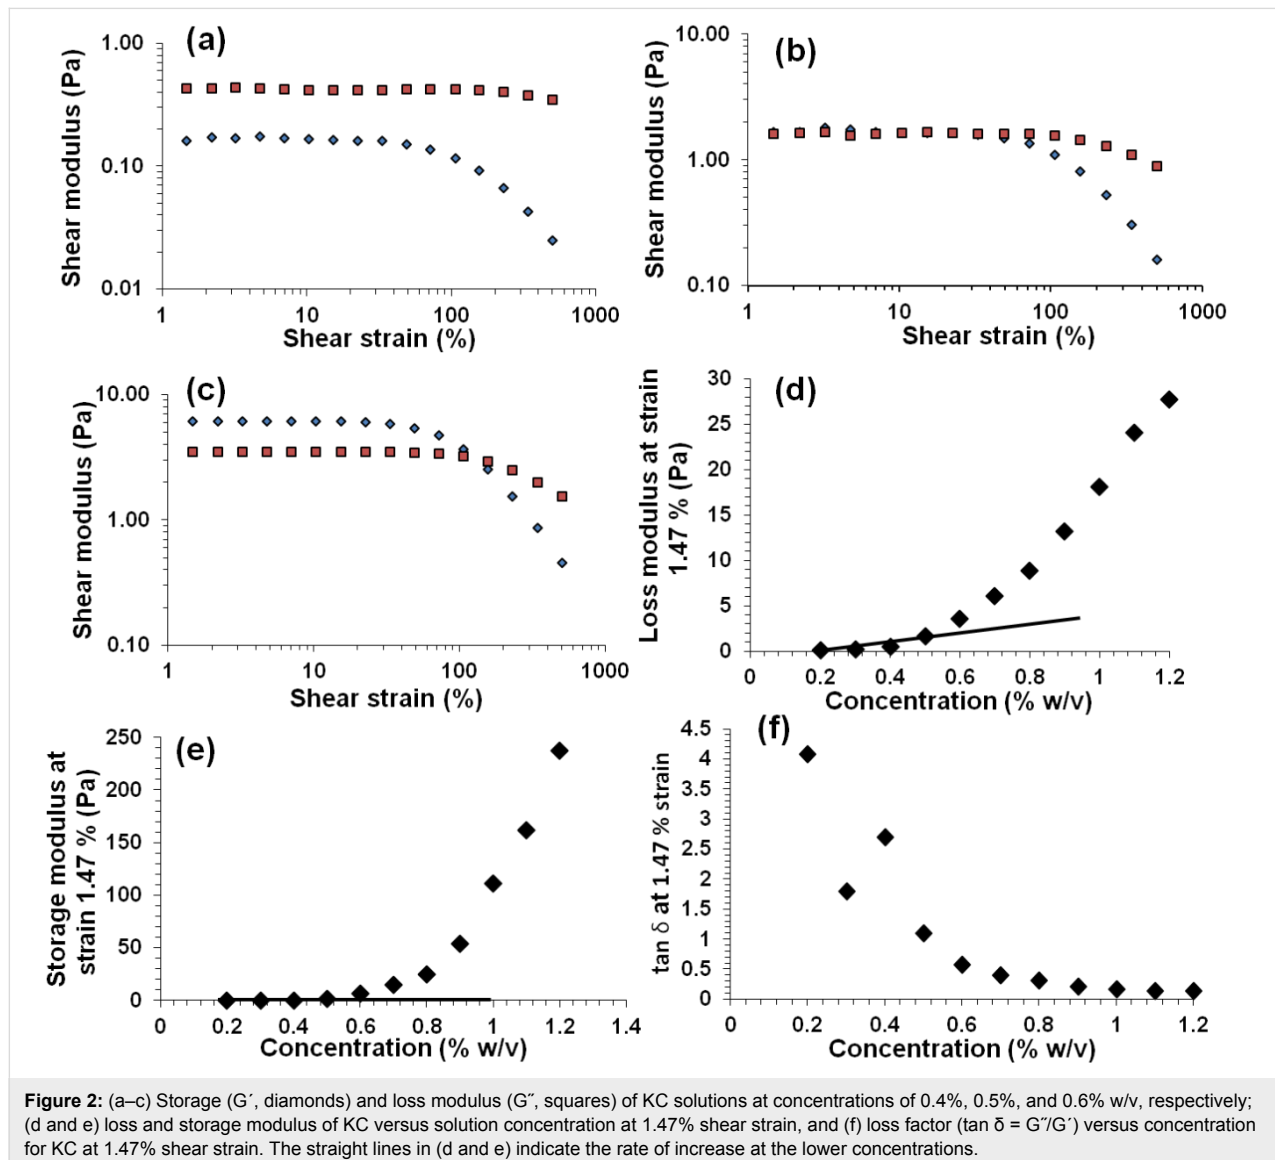 (a)
1.00
0.10
0.01
Shear modulus (Pa)
1 10 100 1000
Shear strain (%)
(b)
10.00
1.00
0.10
Shear modulus (Pa)
1 10 100 1000
Shear strain (%)
(c)
10.00
1.00
0.10
Shear modulus (Pa)
1 10 100 1000
Shear strain (%)
(d)
30
25
20
15
10
5
0
Loss modulus at strain
1.47 % (Pa)
0 0.2 0.4 0.6 0.8 1 1.2
Concentration (% w/v)
(e)
250
200
150
100
50
0
Storage modulus at
strain 1.47 % (Pa)
0 0.2 0.4 0.6 0.8 1 1.2 1.4
Concentration (% w/v)
(f)
4.5
4
3.5
3
2.5
2
1.5
1
0.5
0
tan δ at 1.47 % strain
0 0.2 0.4 0.6 0.8 1 1.2
Concentration (% w/v)
Figure 2: (a–c) Storage (G´, diamonds) and loss modulus (G˝, squares) of KC solutions at concentrations of 0.4%, 0.5%, and 0.6% w/v, respectively;
(d and e) loss and storage modulus of KC versus solution concentration at 1.47% shear strain, and (f) loss factor (tan δ = G˝/G´) versus concentration
for KC at 1.47% shear strain. The straight lines in (d and e) indicate the rate of increase at the lower concentrations.